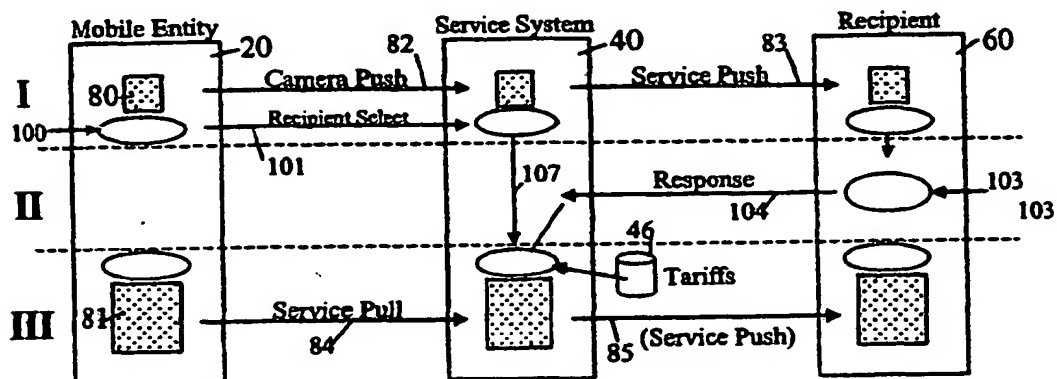 Mobile Entity
Service System
Recipient
20
82
40
83
60
I
80
Camera Push
Service Push
100
Recipient Select
101
II
107
Response
104
103
103
46
Tariffs
III
81
Service Pull
84
85
(Service Push)